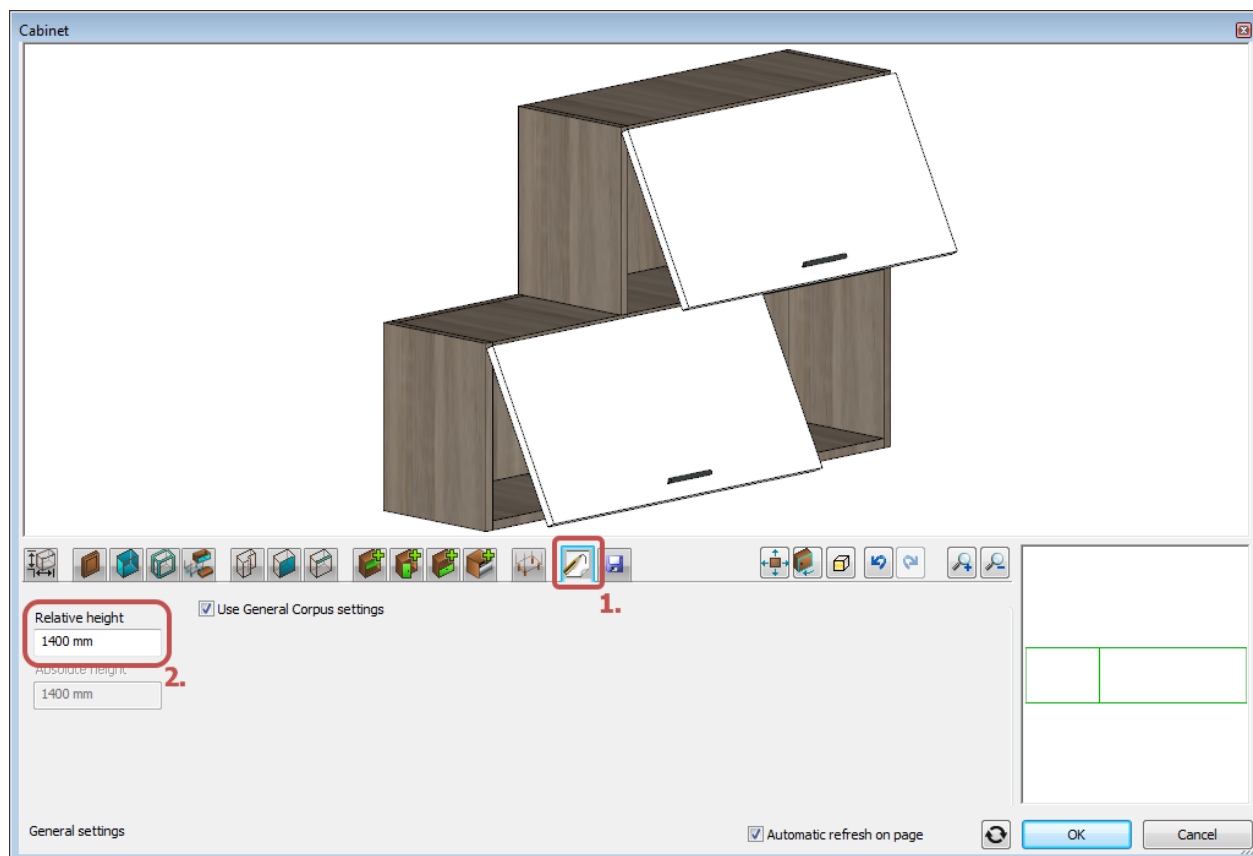 Cabinet
1.
Relative height
Use General Corpus settings
1400 mm
Absolute height
2.
1400 mm
General settings
Automatic refresh on page
OK
Cancel